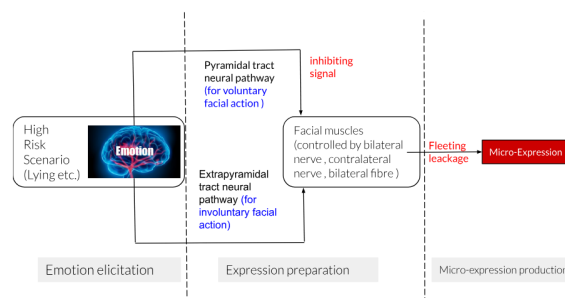 Pyramidal tract
neural pathway
(for voluntary
facial action )
inhibiting
signal
High
Risk
Scenario
(Lying etc.)
Emotion
Facial muscles
(controlled by bilateral
nerve , contralateral
nerve , bilateral fibre )
Fleeting
leackage
Micro-Expression
Extrapyramidal
tract neural
pathway (for
involuntary facial
action)
Emotion elicitation
Expression preparation
Micro-expression production